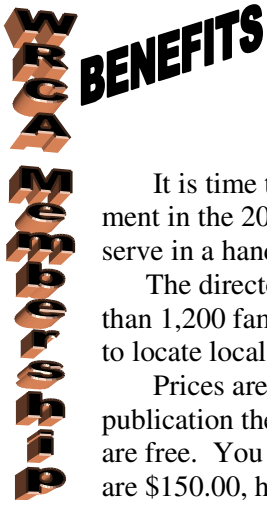 WRCA Membership
BENEFITS
It is time t
ment in the 20
serve in a hand
The directo
than 1,200 fam
to locate local
Prices are
publication the
are free. You
are $150.00, h